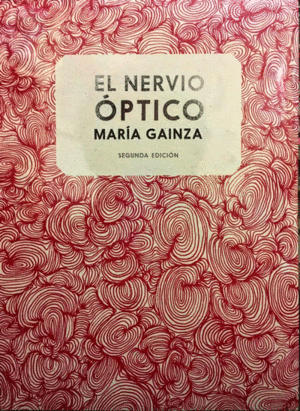 EL NERVIO
ÓPTICO
MARÍA GAINZA
SEGUNDA EDICIÓN